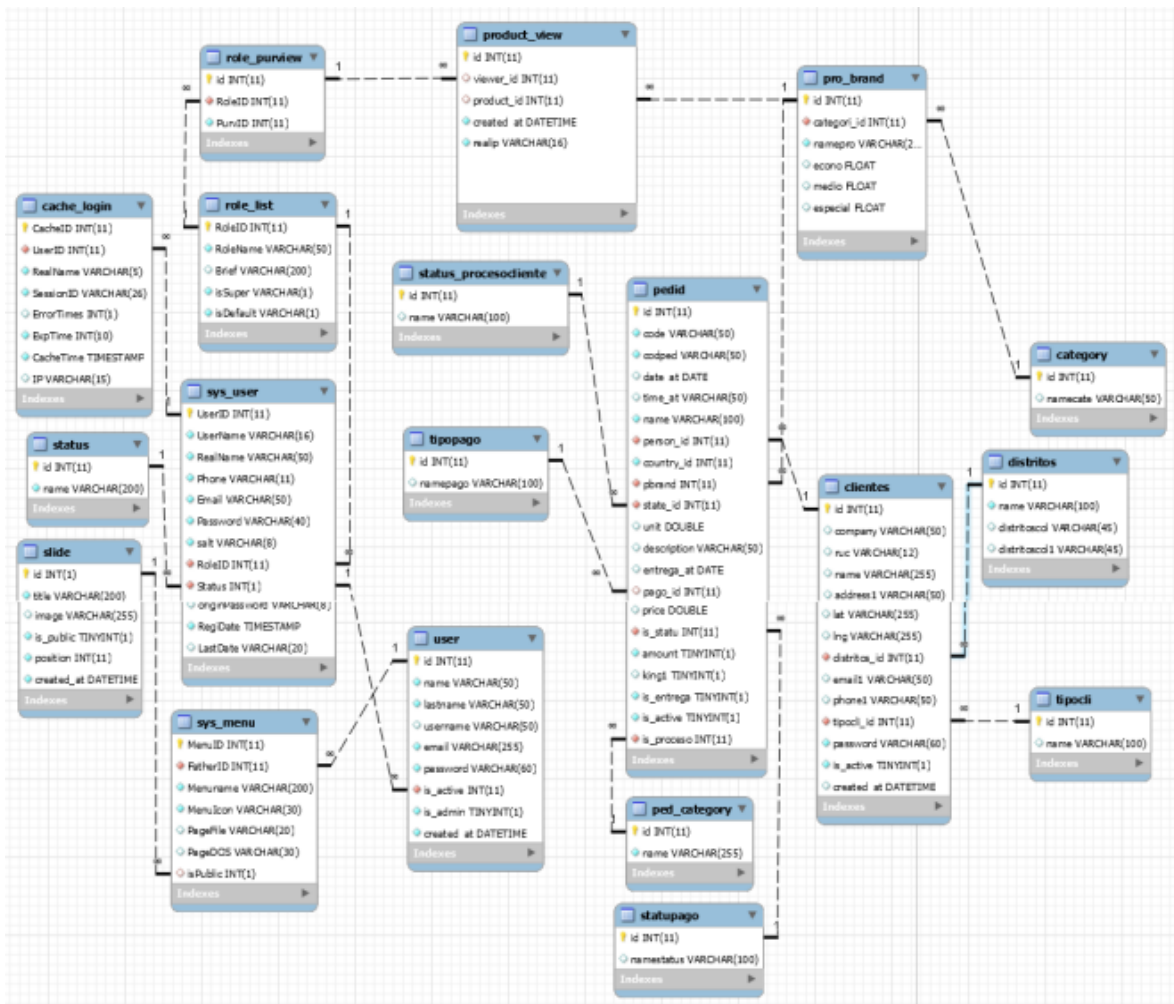 role_purview
id INT(11)
RoleID INT(11)
PurvID INT(11)
Indexes
1
∞
∞
product_view
id INT(11)
viewer_id INT(11)
product_id INT(11)
created_at DATETIME
realip VARCHAR(16)
Indexes
∞
1
pro_brand
id INT(11)
categori_id INT(11)
namepro VARCHAR(2...
econo FLOAT
medio FLOAT
especial FLOAT
Indexes
∞
cache_login
CacheID INT(11)
UserID INT(11)
RealName VARCHAR(5)
SessionID VARCHAR(26)
ErrorTimes INT(1)
ExpTime INT(10)
CacheTime TIMESTAMP
IP VARCHAR(15)
Indexes
∞
role_list
RoleID INT(11)
RoleName VARCHAR(50)
Brief VARCHAR(200)
isSuper VARCHAR(1)
isDefault VARCHAR(1)
Indexes
1
1
status_procesocliente
id INT(11)
name VARCHAR(100)
Indexes
1
pedid
id INT(11)
code VARCHAR(50)
codped VARCHAR(50)
date_at DATE
time_at VARCHAR(50)
name VARCHAR(100)
person_id INT(11)
country_id INT(11)
pbrand INT(11)
state_id INT(11)
unit DOUBLE
description VARCHAR(50)
entrega_at DATE
pago_id INT(11)
price DOUBLE
is_statu INT(11)
amount TINYINT(1)
king1 TINYINT(1)
is_entrega TINYINT(1)
is_active TINYINT(1)
is_proceso INT(11)
Indexes
∞
∞
∞
∞
∞
∞
category
id INT(11)
namecate VARCHAR(50)
Indexes
1
status
id INT(11)
name VARCHAR(200)
Indexes
1
sys_user
UserID INT(11)
UserName VARCHAR(16)
RealName VARCHAR(50)
Phone VARCHAR(11)
Email VARCHAR(50)
Password VARCHAR(40)
salt VARCHAR(8)
RoleID INT(11)
Status INT(1)
RegiDate TIMESTAMP
LastDate VARCHAR(20)
Indexes
1
∞
∞
1
tipopago
id INT(11)
namepago VARCHAR(100)
Indexes
1
clientes
id INT(11)
company VARCHAR(50)
ruc VARCHAR(12)
name VARCHAR(255)
address1 VARCHAR(50)
lat VARCHAR(255)
lng VARCHAR(255)
distritos_id INT(11)
email1 VARCHAR(50)
phone1 VARCHAR(50)
tipocli_id INT(11)
password VARCHAR(60)
is_active TINYINT(1)
created_at DATETIME
Indexes
1
∞
∞
distritos
id INT(11)
name VARCHAR(100)
distritoscol VARCHAR(45)
distritoscol1 VARCHAR(45)
Indexes
1
slide
id INT(1)
title VARCHAR(200)
image VARCHAR(255)
is_public TINYINT(1)
position INT(11)
created_at DATETIME
Indexes
1
sys_menu
MenuID INT(11)
FatherID INT(11)
Menuname VARCHAR(200)
MenuIcon VARCHAR(30)
PageFile VARCHAR(20)
PageDOS VARCHAR(30)
isPublic INT(1)
Indexes
∞
∞
user
id INT(11)
name VARCHAR(50)
lastname VARCHAR(50)
username VARCHAR(50)
email VARCHAR(255)
password VARCHAR(60)
is_active INT(11)
is_admin TINYINT(1)
created_at DATETIME
Indexes
1
∞
tipocli
id INT(11)
name VARCHAR(100)
Indexes
1
ped_category
id INT(11)
name VARCHAR(255)
Indexes
1
statupago
id INT(11)
namestatus VARCHAR(100)
Indexes
1